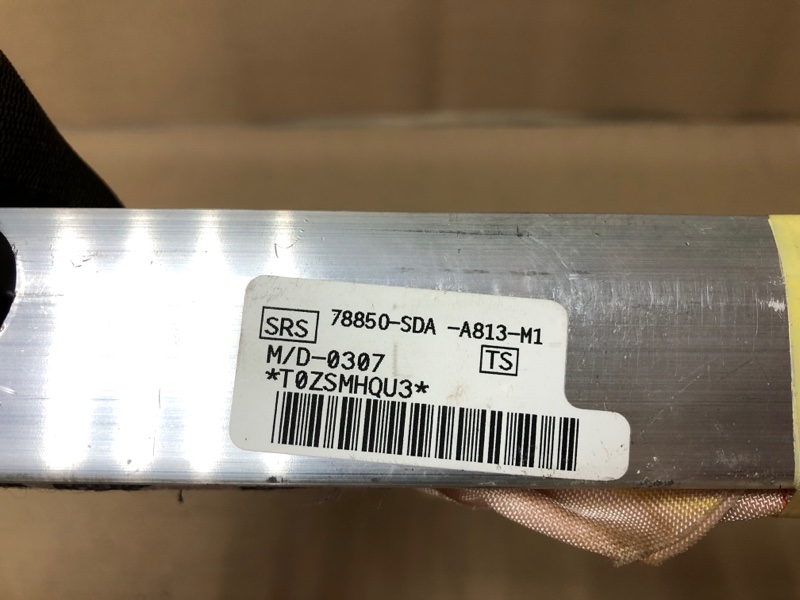 SRS 78850-SDA -A813-M1
M/D-0307 TS
*T0ZSMHQU3*